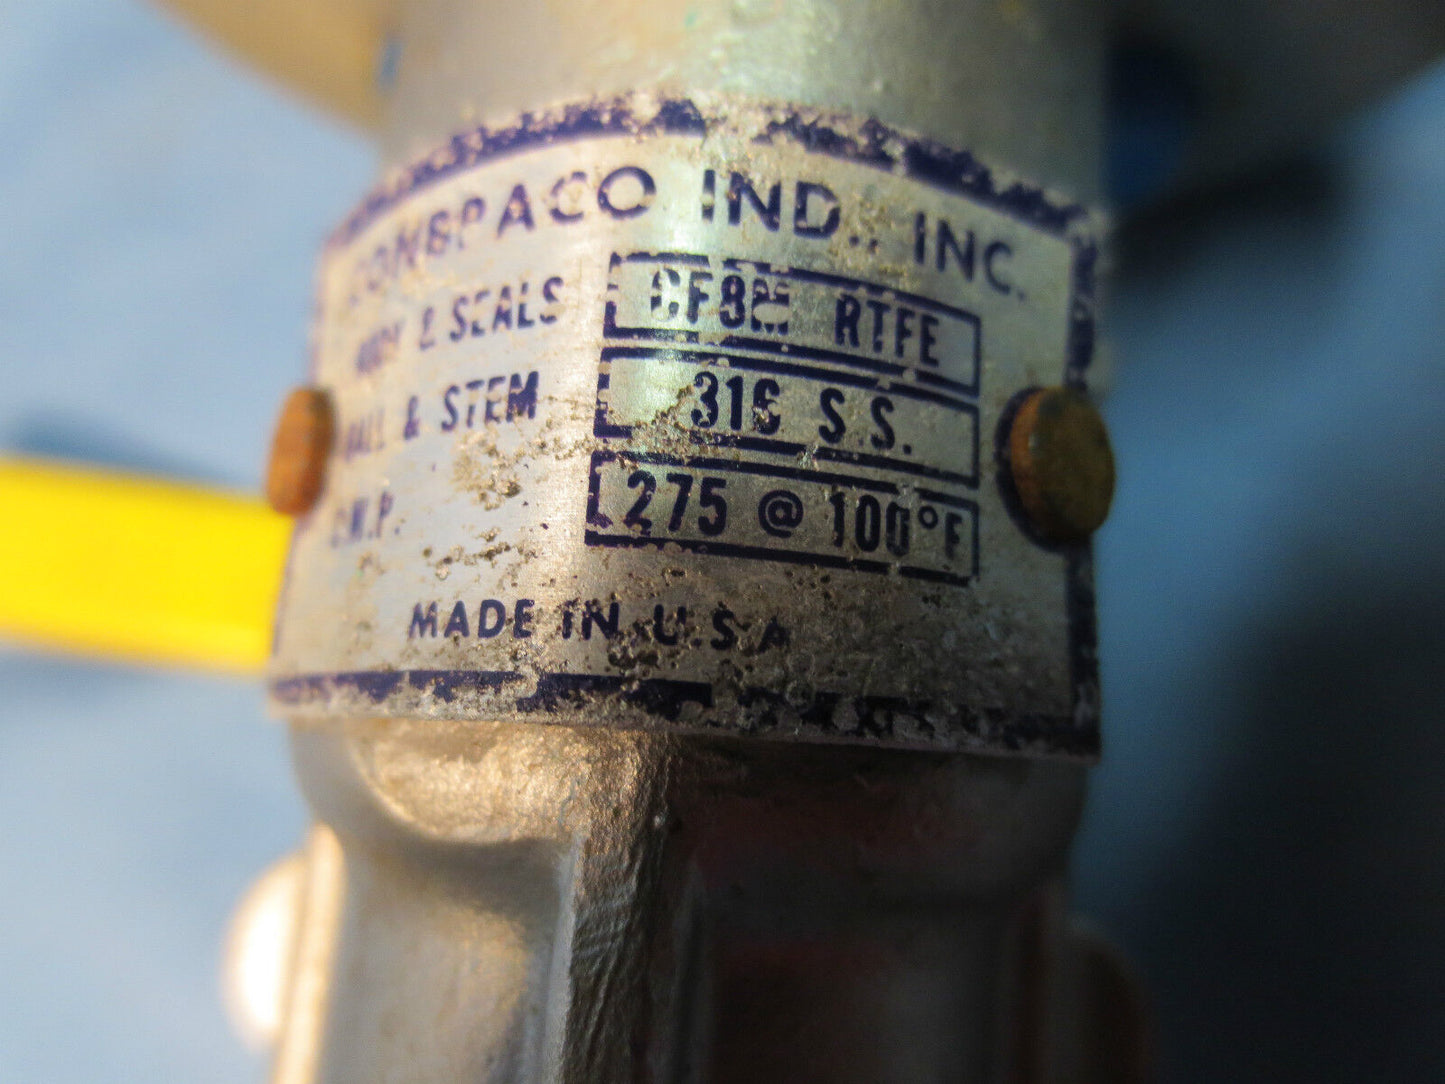 CONBRACO IND., INC.
BODY & SEALS CF8M RTFE
BALL & STEM 316 S S.
C.W.P. 275 @ 100°F
MADE IN U.S.A